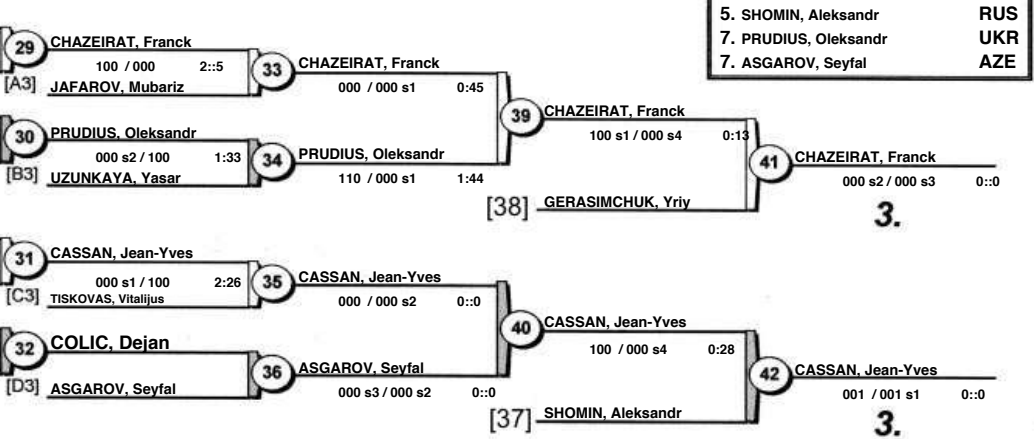 5. SHOMIN, Aleksandr RUS
7. PRUDIUS, Oleksandr UKR
7. ASGAROV, Seyfal AZE
29 CHAZEIRAT, Franck
100 / 000 2::5
[A3] JAFAROV, Mubariz
33 CHAZEIRAT, Franck
000 / 000 s1 0:45
30 PRUDIUS, Oleksandr
000 s2 / 100 1:33
[B3] UZUNKAYA, Yasar
34 PRUDIUS, Oleksandr
110 / 000 s1 1:44
39 CHAZEIRAT, Franck
100 s1 / 000 s4 0:13
[38] GERASIMCHUK, Yriy
41 CHAZEIRAT, Franck
000 s2 / 000 s3 0::0
3.
31 CASSAN, Jean-Yves
000 s1 / 100 2:26
[C3] TISKOVAS, Vitalijus
35 CASSAN, Jean-Yves
000 / 000 s2 0::0
32 COLIC, Dejan
[D3] ASGAROV, Seyfal
36 ASGAROV, Seyfal
000 s3 / 000 s2 0::0
40 CASSAN, Jean-Yves
100 / 000 s4 0:28
[37] SHOMIN, Aleksandr
42 CASSAN, Jean-Yves
001 / 001 s1 0::0
3.